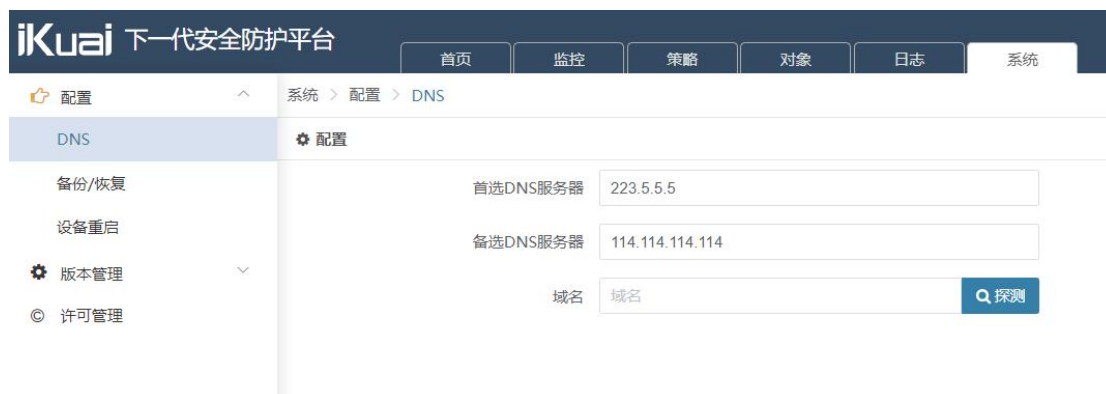 iKuai 下一代安全防护平台
首页 监控 策略 对象 日志 系统
配置
系统 > 配置 > DNS
DNS
配置
备份/恢复
首选DNS服务器 223.5.5.5
设备重启
备选DNS服务器 114.114.114.114
版本管理
域名 域名 探测
© 许可管理